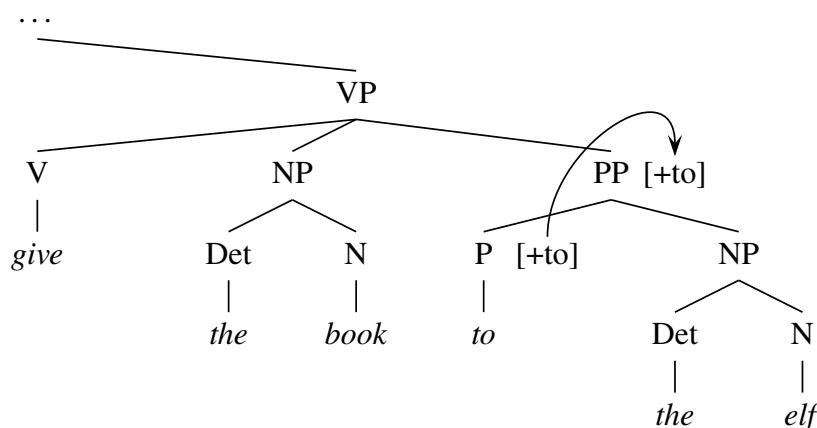 ...
VP
V NP PP [+to]
give Det N P [+to] NP
the book to Det N
the elf